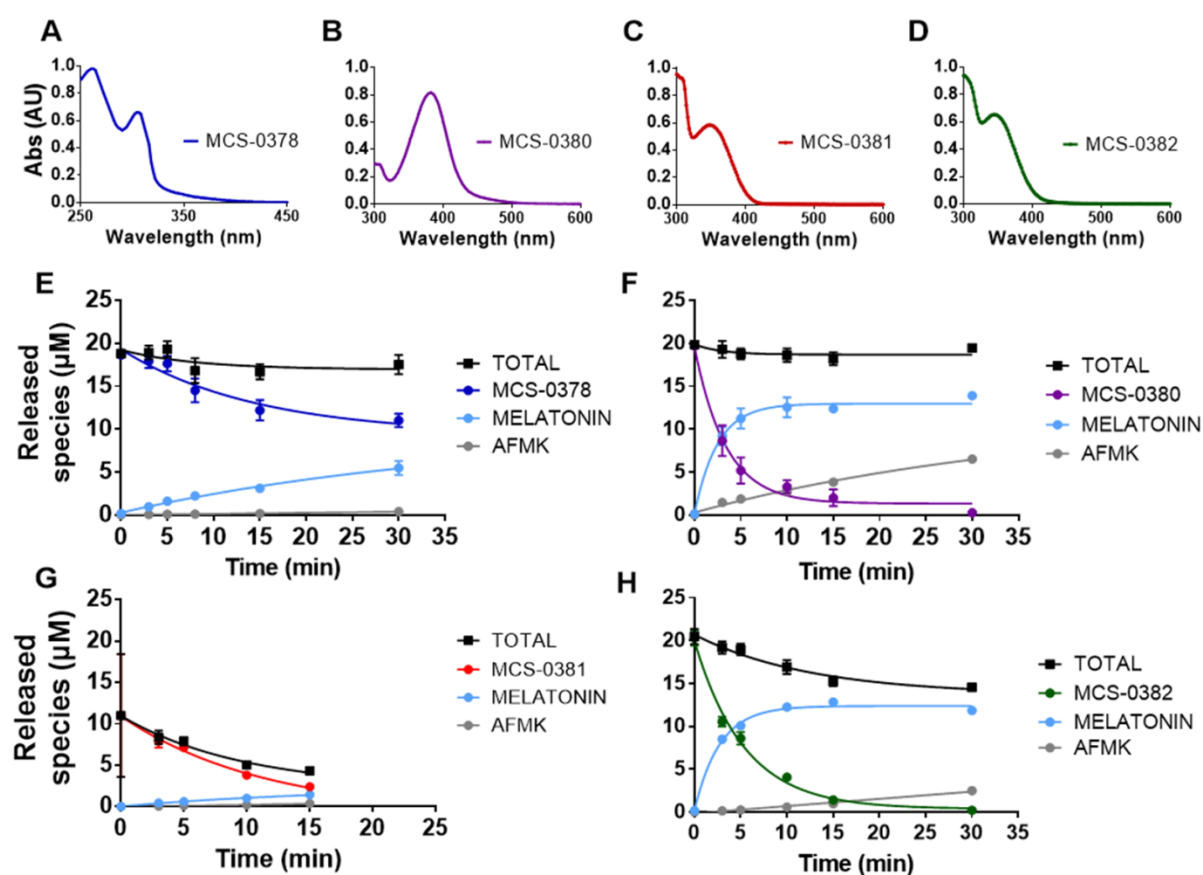 A
B
C
D
Abs (AU)
1.0
0.8
0.6
0.4
0.2
0.0
250
350
450
Wavelength (nm)
MCS-0378
1.0
0.8
0.6
0.4
0.2
0.0
300
400
500
600
Wavelength (nm)
MCS-0380
1.0
0.8
0.6
0.4
0.2
0.0
300
400
500
600
Wavelength (nm)
MCS-0381
1.0
0.8
0.6
0.4
0.2
0.0
300
400
500
600
Wavelength (nm)
MCS-0382
E
Released
species (µM)
25
20
15
10
5
0
0 5 10 15 20 25 30 35
Time (min)
TOTAL
MCS-0378
MELATONIN
AFMK
F
25
20
15
10
5
0
0 5 10 15 20 25 30 35
Time (min)
TOTAL
MCS-0380
MELATONIN
AFMK
G
Released
species (µM)
25
20
15
10
5
0
0 5 10 15 20 25
Time (min)
TOTAL
MCS-0381
MELATONIN
AFMK
H
25
20
15
10
5
0
0 5 10 15 20 25 30 35
Time (min)
TOTAL
MCS-0382
MELATONIN
AFMK